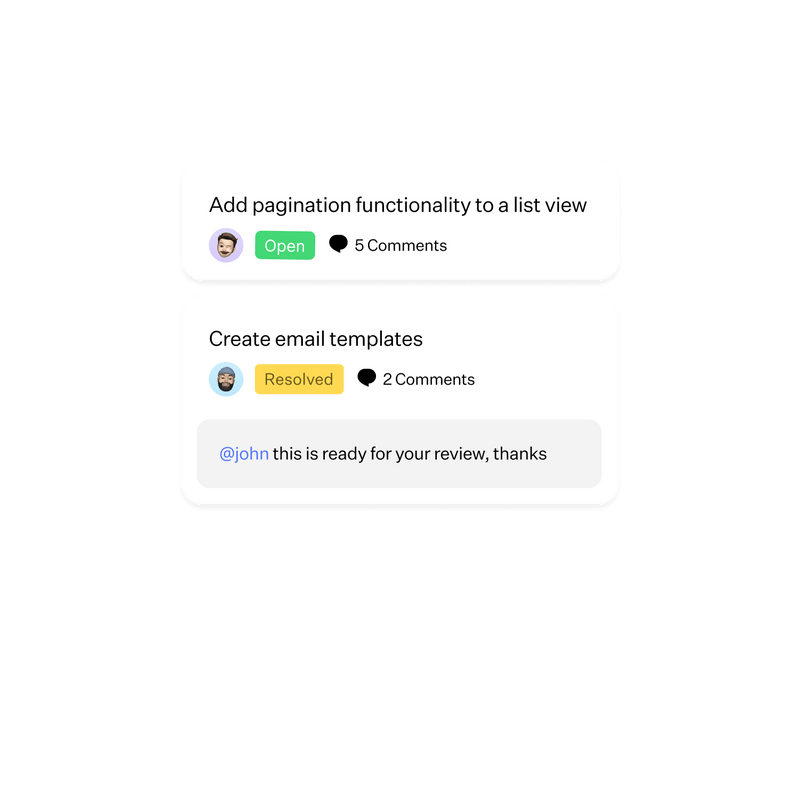 Add pagination functionality to a list view
Open 5 Comments
Create email templates
Resolved 2 Comments
@john this is ready for your review, thanks